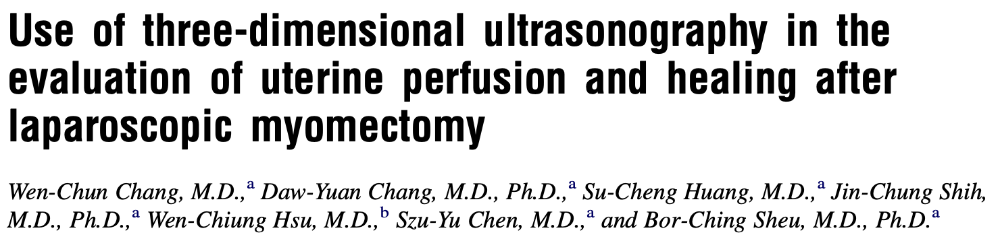 Use of three-dimensional ultrasonography in the
evaluation of uterine perfusion and healing after
laparoscopic myomectomy
Wen-Chun Chang, M.D.,a Daw-Yuan Chang, M.D., Ph.D.,a Su-Cheng Huang, M.D.,a Jin-Chung Shih,
M.D., Ph.D.,a Wen-Chiung Hsu, M.D.,b Szu-Yu Chen, M.D.,a and Bor-Ching Sheu, M.D., Ph.D.a